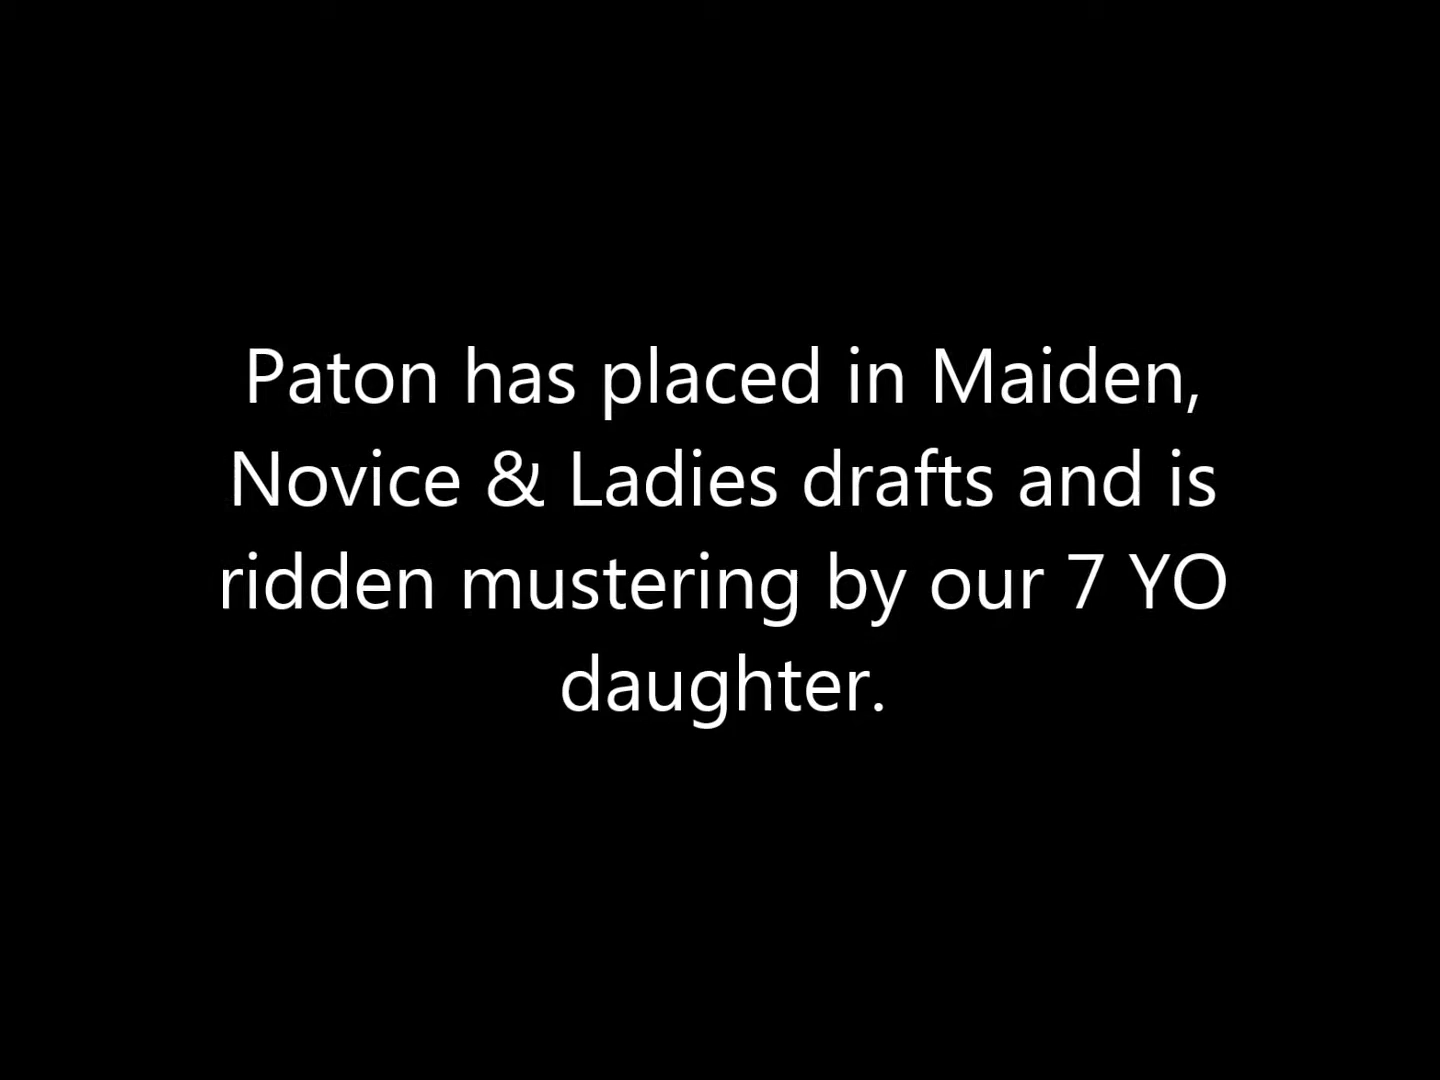 Paton has placed in Maiden,
Novice & Ladies drafts and is
ridden mustering by our 7 YO
daughter.